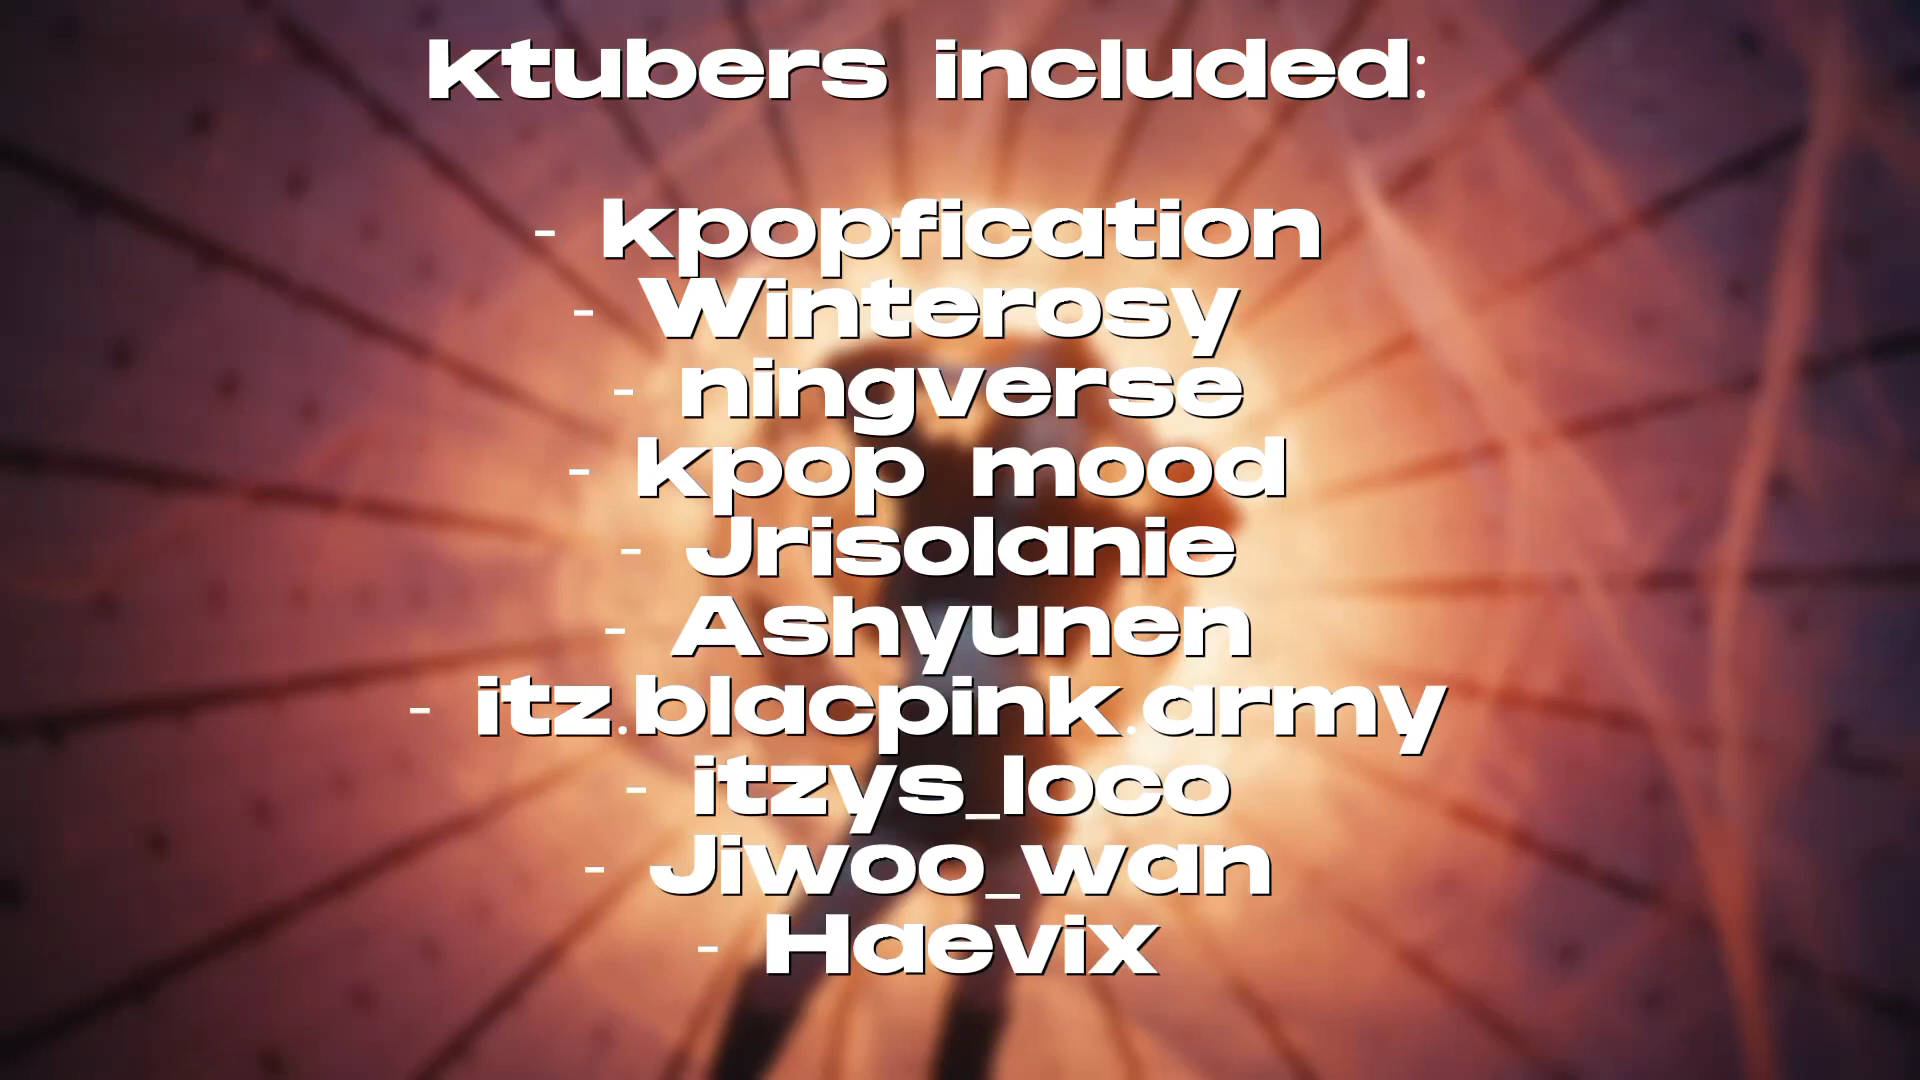 ktubers included:
- kpopfication
- Winterosy
- ningverse
- kpop mood
- Jrisolanie
- Ashyunen
- itz.blacpink.army
- itzys_loco
- Jiwoo_wan
- Haevix